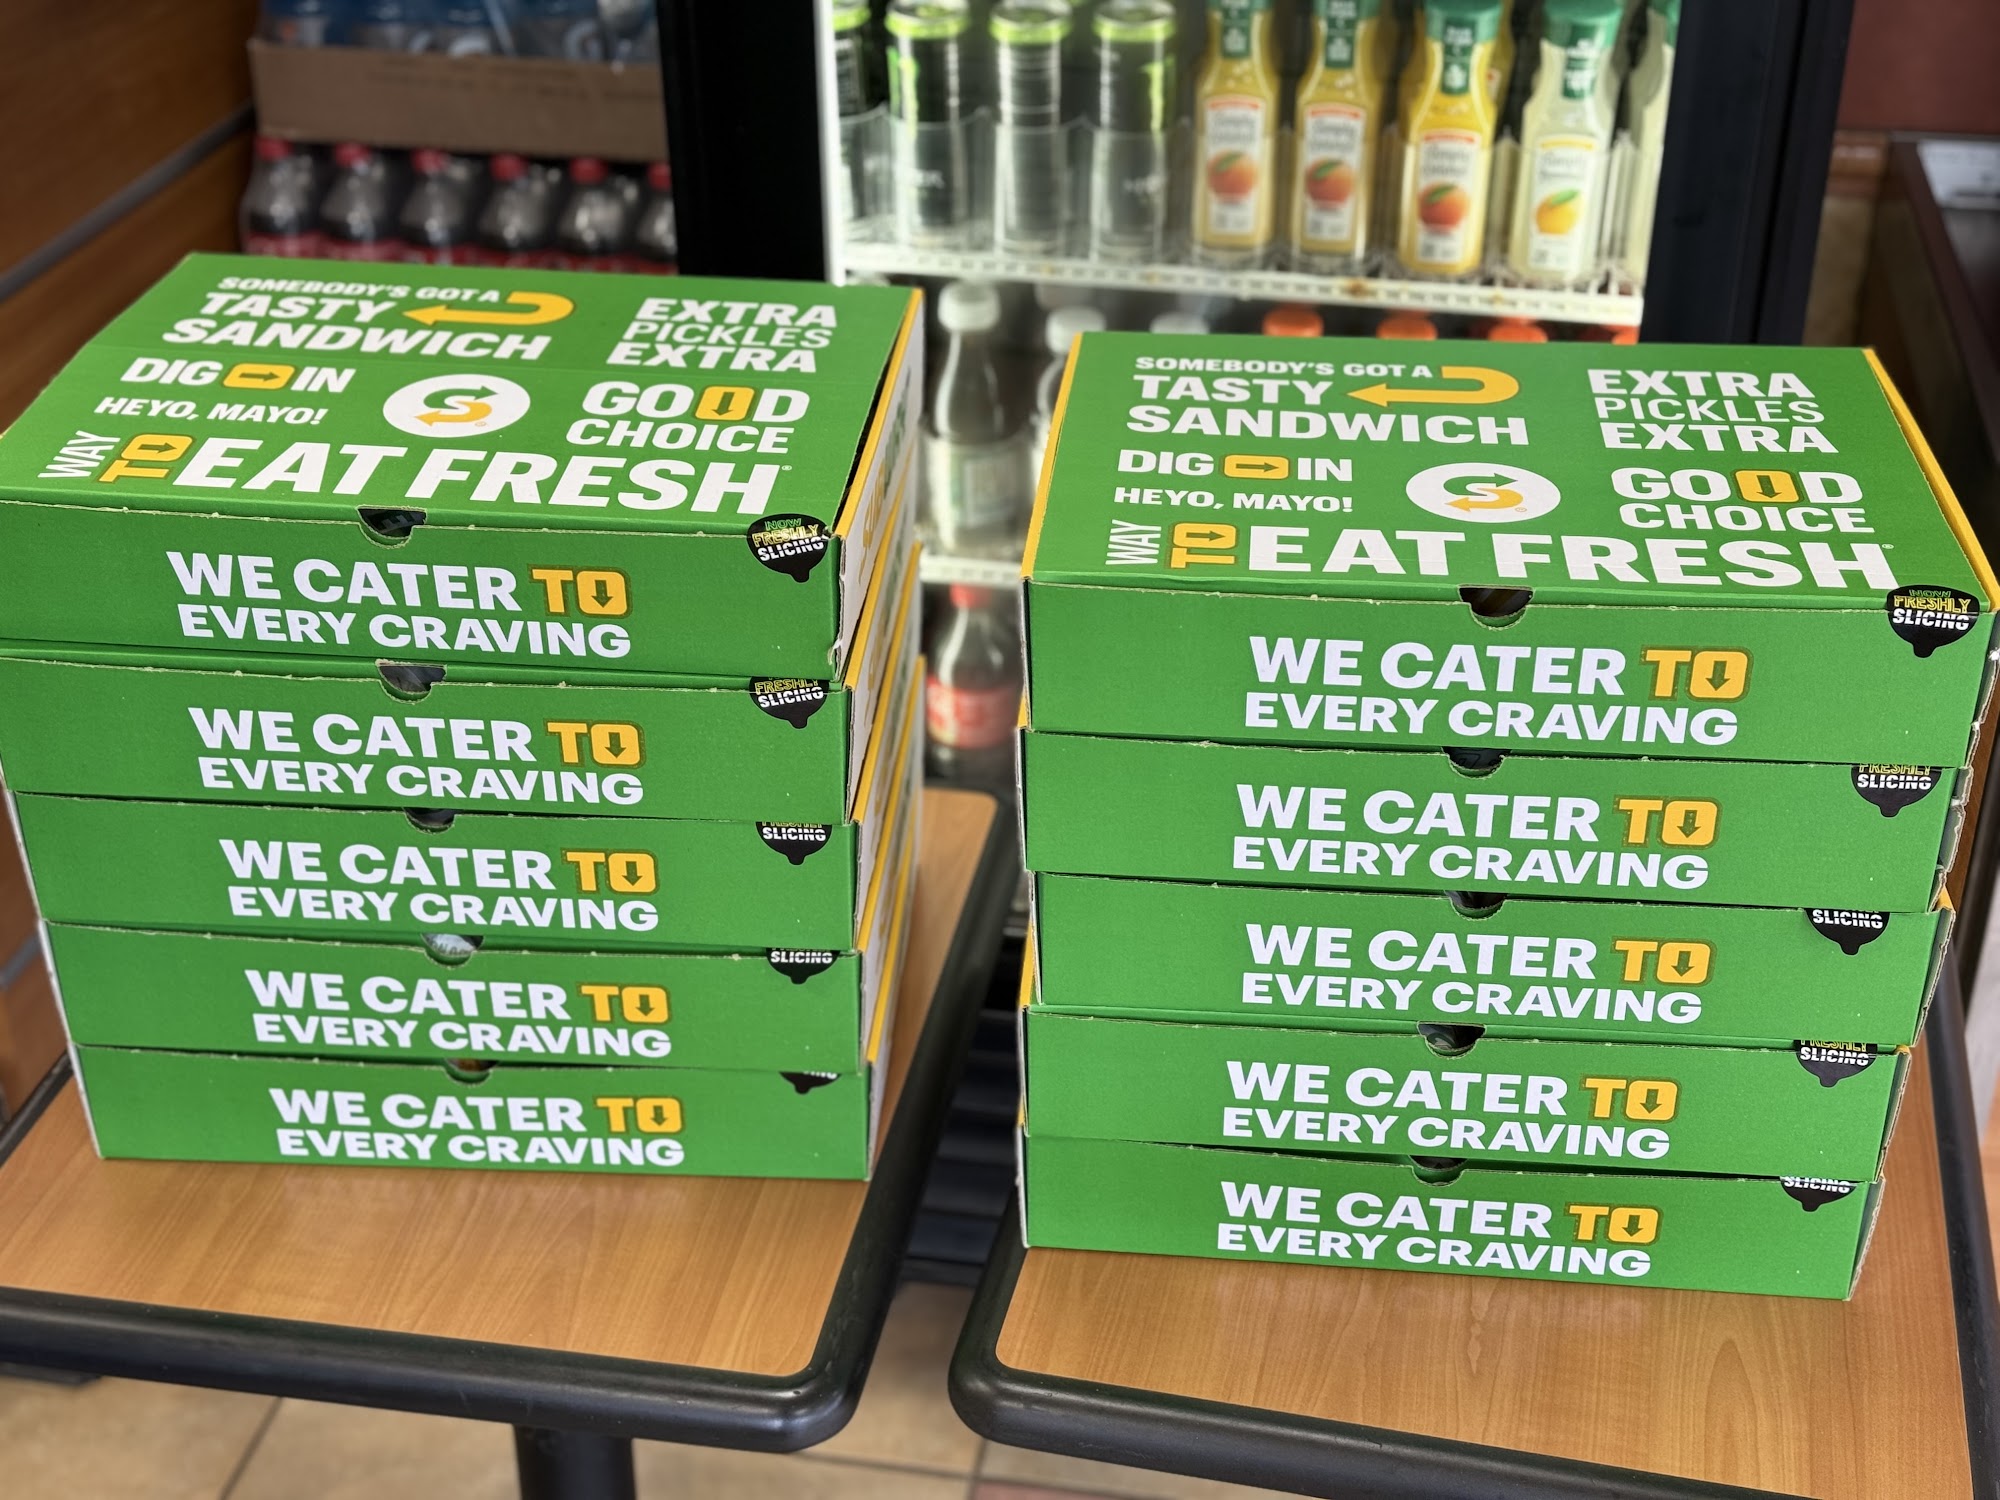 SOMEBODY'S GOT A
TASTY
SANDWICH
EXTRA
PICKLES
EXTRA
DIG IN
HEYO, MAYO!
S
GOOD
CHOICE
WAY
TO EAT FRESH
NOW
FRESHLY
SLICING
WE CATER TO
EVERY CRAVING
FRESHLY
SLICING
WE CATER TO
EVERY CRAVING
SLICING
WE CATER TO
EVERY CRAVING
SLICING
WE CATER TO
EVERY CRAVING
WE CATER TO
EVERY CRAVING
SOMEBODY'S GOT A
TASTY
SANDWICH
EXTRA
PICKLES
EXTRA
DIG IN
HEYO, MAYO!
S
GOOD
CHOICE
WAY
TO EAT FRESH
NOW
FRESHLY
SLICING
WE CATER TO
EVERY CRAVING
FRESHLY
SLICING
WE CATER TO
EVERY CRAVING
SLICING
WE CATER TO
EVERY CRAVING
FRESHLY
SLICING
WE CATER TO
EVERY CRAVING
SLICING
WE CATER TO
EVERY CRAVING